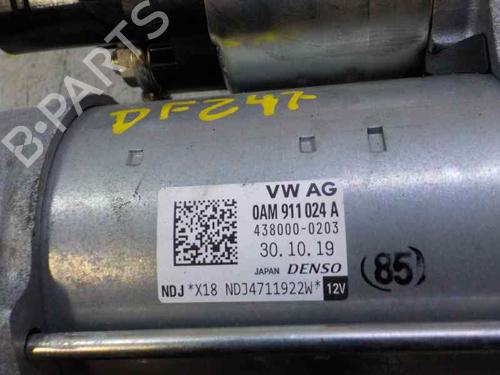 B-PARTS
DFZ47
VW AG
0AM 911 024 A
438000-0203
30.10.19
JAPAN DENSO
NDJ *X18 NDJ4711922W* 12V
(85)